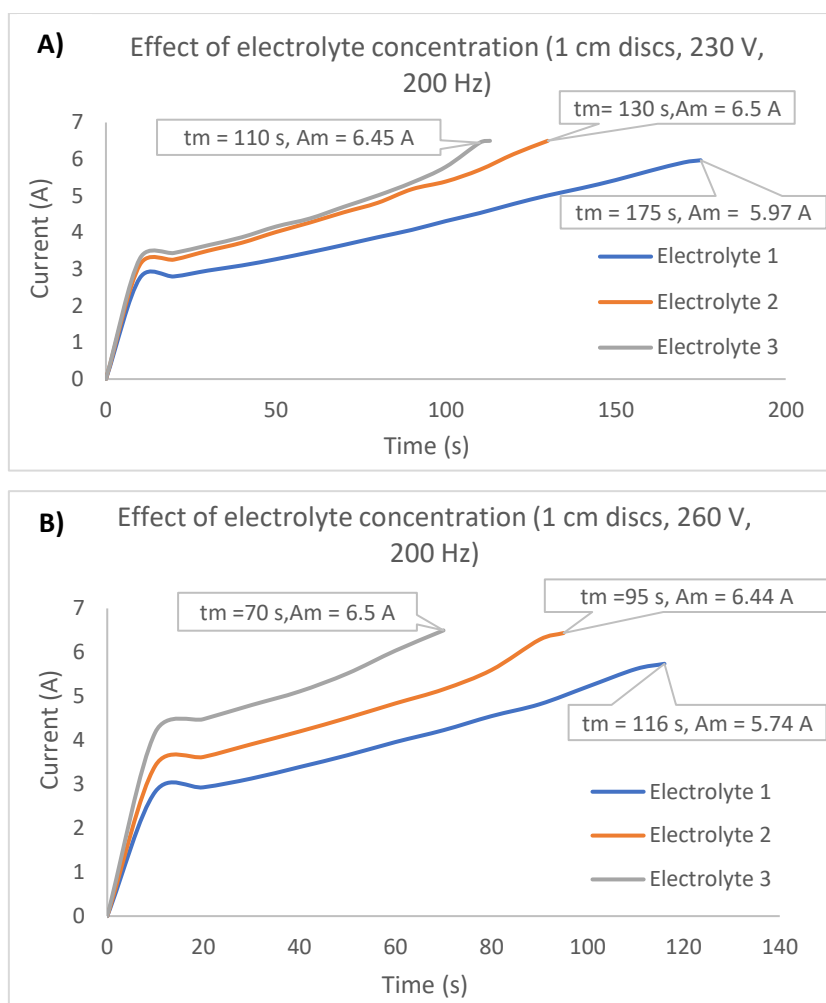 A)
Effect of electrolyte concentration (1 cm discs, 230 V,
200 Hz)
7
6
5
4
3
2
1
0
Current (A)
tm = 110 s, Am = 6.45 A
tm= 130 s,Am = 6.5 A
tm = 175 s, Am =  5.97 A
Electrolyte 1
Electrolyte 2
Electrolyte 3
0 50 100 150 200
Time (s)
B)
Effect of electrolyte concentration (1 cm discs, 260 V,
200 Hz)
7
6
5
4
3
2
1
0
Current (A)
tm =70 s,Am = 6.5 A
tm =95 s, Am = 6.44 A
tm = 116 s, Am = 5.74 A
Electrolyte 1
Electrolyte 2
Electrolyte 3
0 20 40 60 80 100 120 140
Time (s)